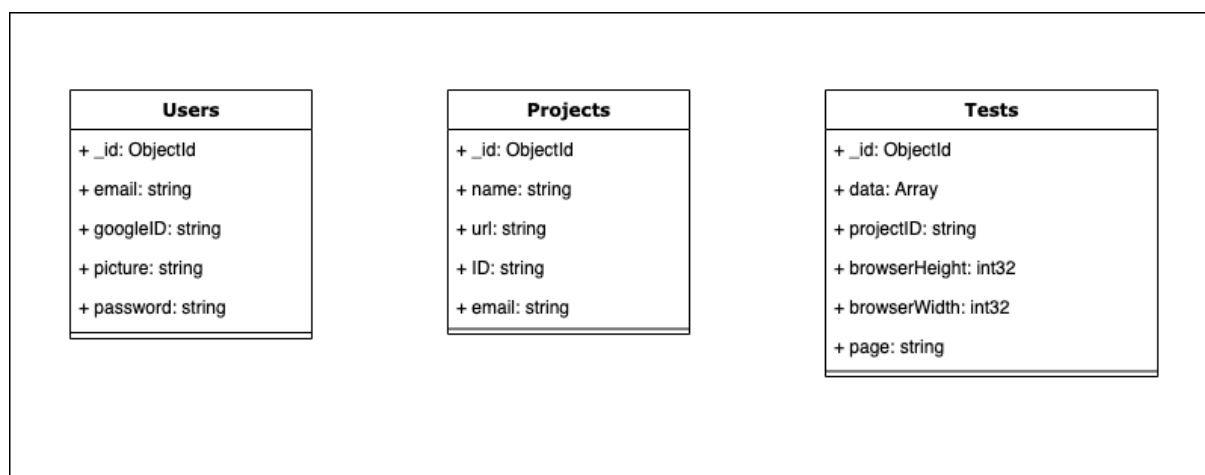 Users
+ _id: ObjectId
+ email: string
+ googleID: string
+ picture: string
+ password: string
Projects
+ _id: ObjectId
+ name: string
+ url: string
+ ID: string
+ email: string
Tests
+ _id: ObjectId
+ data: Array
+ projectID: string
+ browserHeight: int32
+ browserWidth: int32
+ page: string